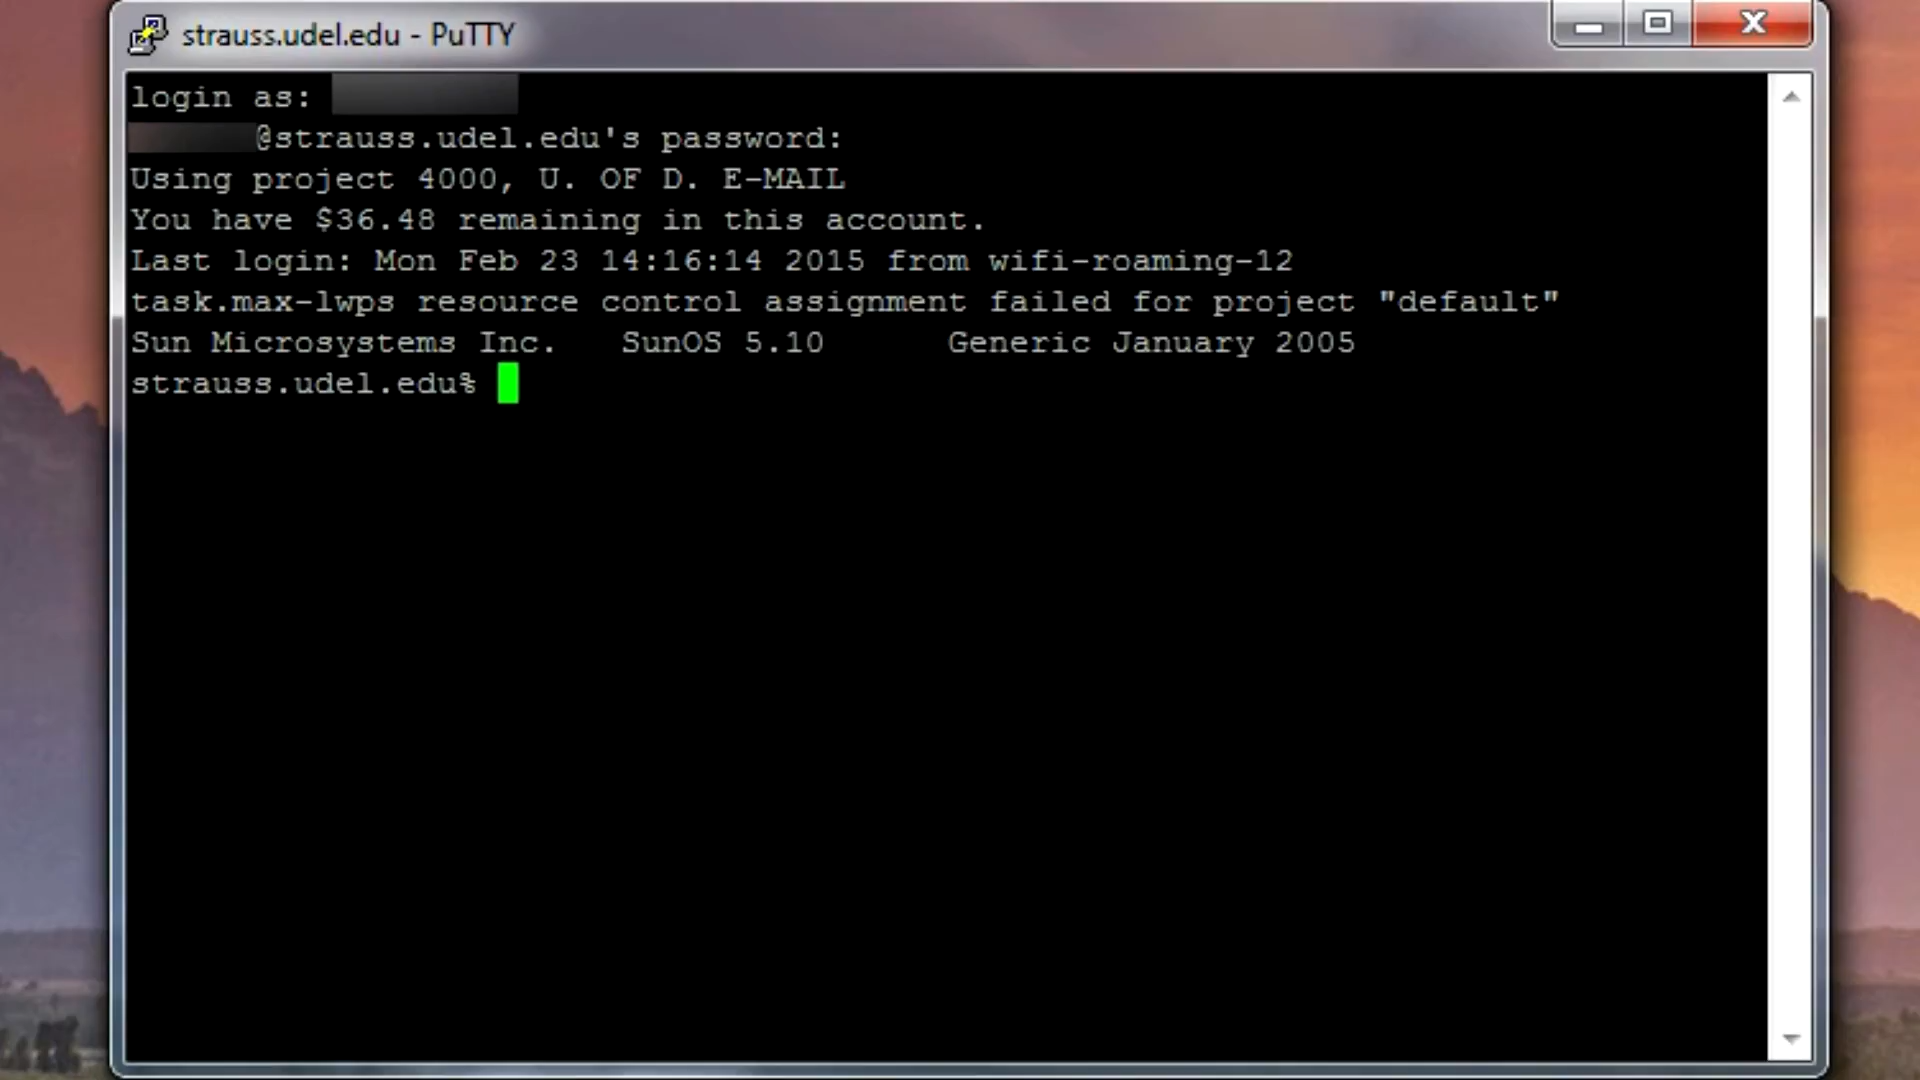 strauss.udel.edu - PuTTY
login as:
@strauss.udel.edu's password:
Using project 4000, U. OF D. E-MAIL
You have $36.48 remaining in this account.
Last login: Mon Feb 23 14:16:14 2015 from wifi-roaming-12
task.max-lwps resource control assignment failed for project "default"
Sun Microsystems Inc.   SunOS 5.10      Generic January 2005
strauss.udel.edu%